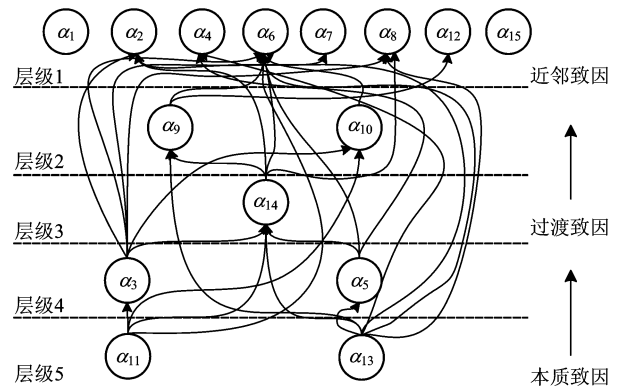 α1 α2 α4 α6 α7 α8 α12 α15
层级1 近邻致因
α9 α10
层级2
α14
层级3 过渡致因
α3 α5
层级4
α11 α13
层级5 本质致因